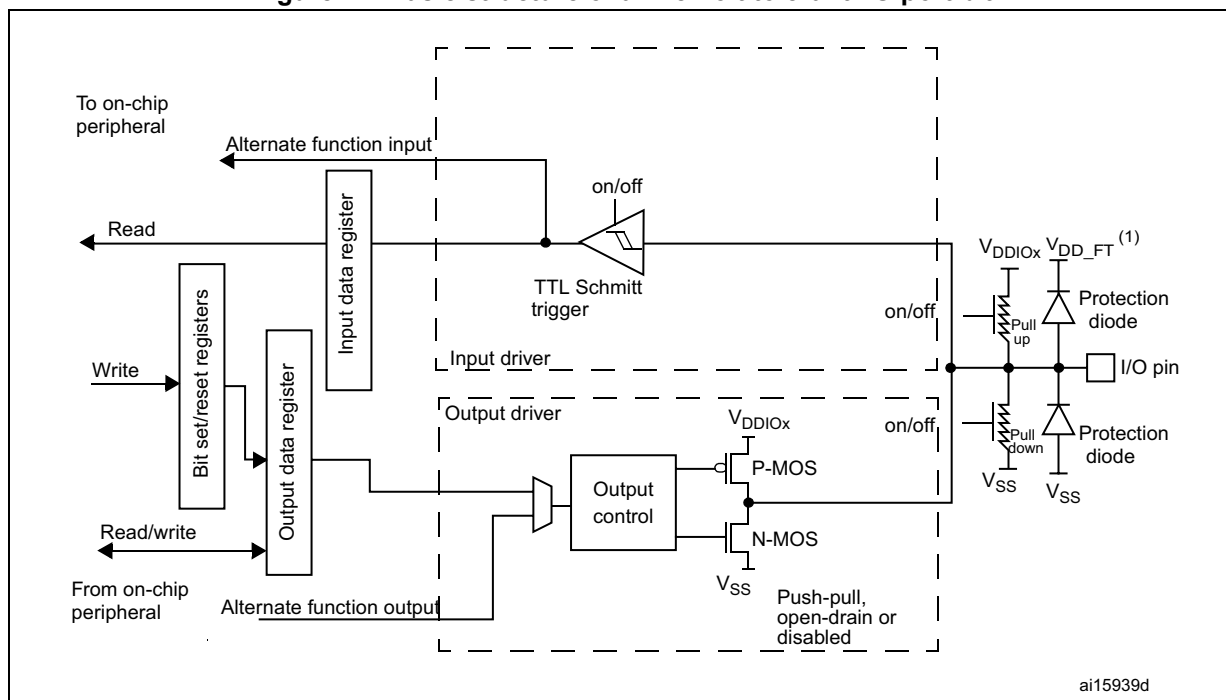 To on-chip
peripheral
Alternate function input
on/off
Read
Input data register
TTL Schmitt
trigger
Input driver
VDDIOx
VDD_FT (1)
on/off
Pull
up
Protection
diode
I/O pin
Write
Bit set/reset registers
Output data register
Output driver
VDDIOx
on/off
Pull
down
Protection
diode
VSS
VSS
P-MOS
Output
control
N-MOS
VSS
Read/write
From on-chip
peripheral
Alternate function output
Push-pull,
open-drain or
disabled
ai15939d